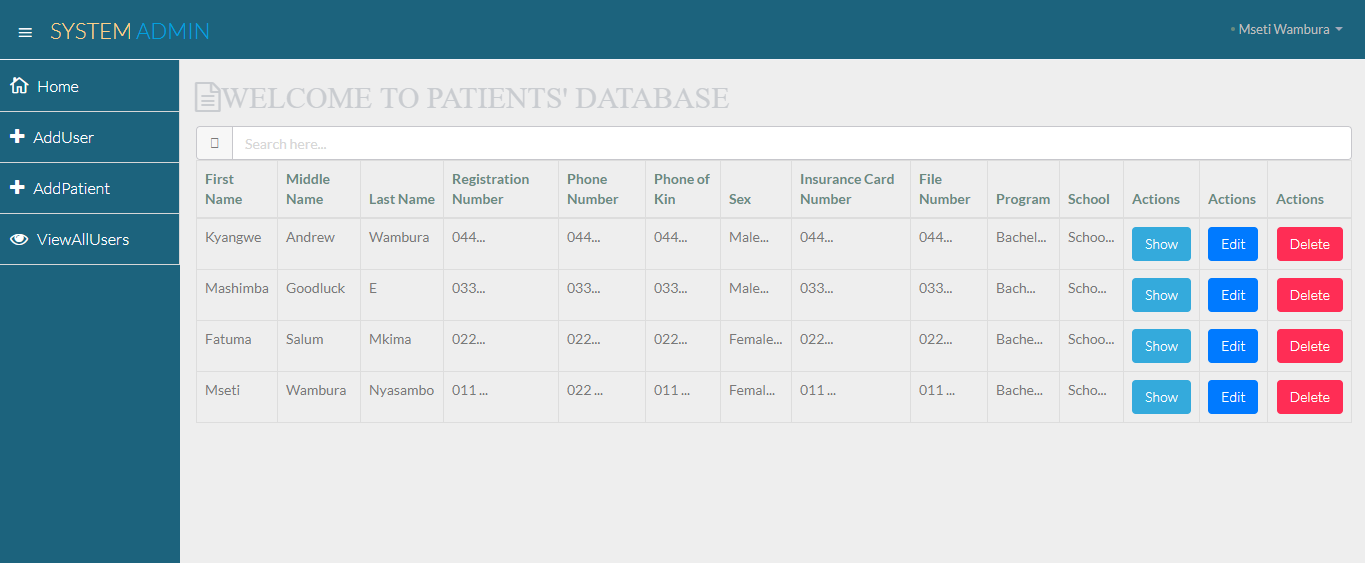 SYSTEM ADMIN
Mseti Wambura
Home
AddUser
AddPatient
ViewAllUsers
WELCOME TO PATIENTS' DATABASE
Search here...
First Name Middle Name Last Name Registration Number Phone Number Phone of Kin Sex Insurance Card Number File Number Program School Actions Actions Actions
Kyangwe Andrew Wambura 044... 044... 044... Male... 044... 044... Bachel... Schoo... Show Edit Delete
Mashimba Goodluck E 033... 033... 033... Male... 033... 033... Bach... Scho... Show Edit Delete
Fatuma Salum Mkima 022... 022... 022... Female... 022... 022... Bache... Schoo... Show Edit Delete
Mseti Wambura Nyasambo 011 ... 022 ... 011 ... Femal... 011 ... 011 ... Bache... Scho... Show Edit Delete